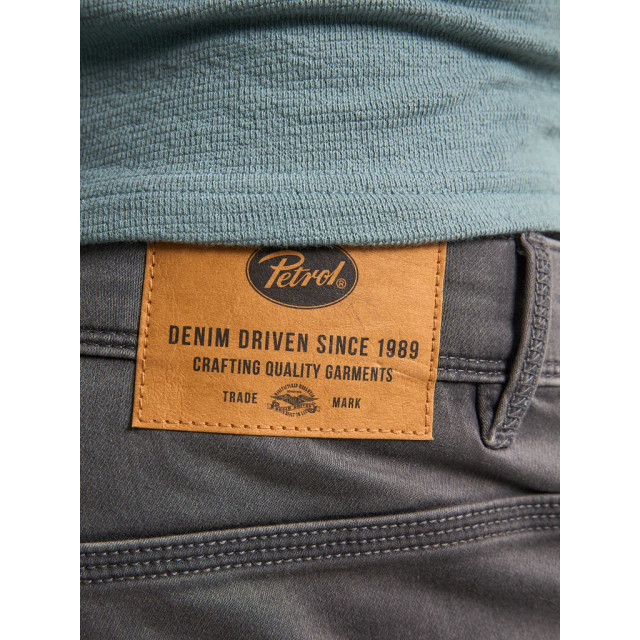 Petrol®
DENIM DRIVEN SINCE 1989
CRAFTING QUALITY GARMENTS
TRADE MARK